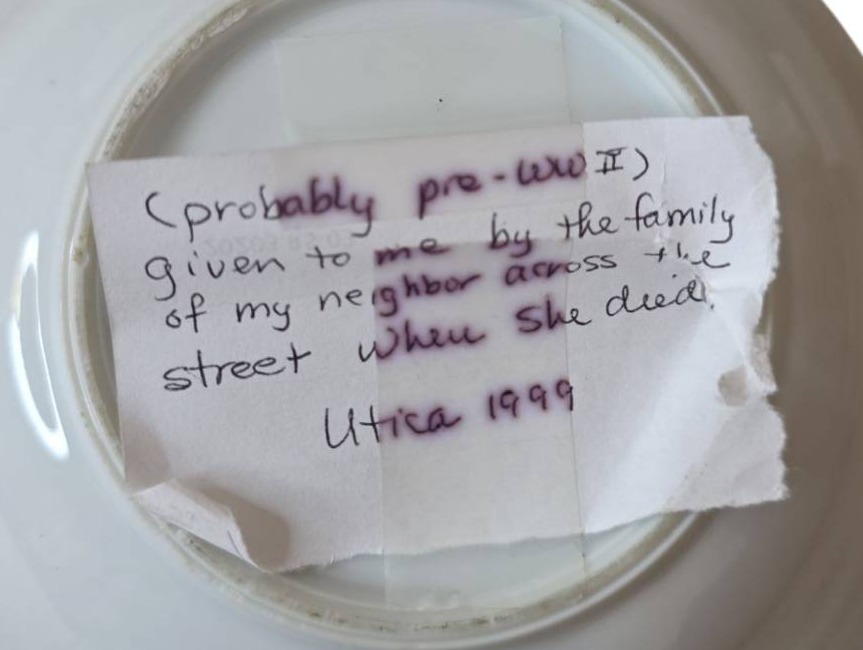 (probably pre-WW II)
given to me by the family
of my neighbor across the
street when she died.
Utica 1999